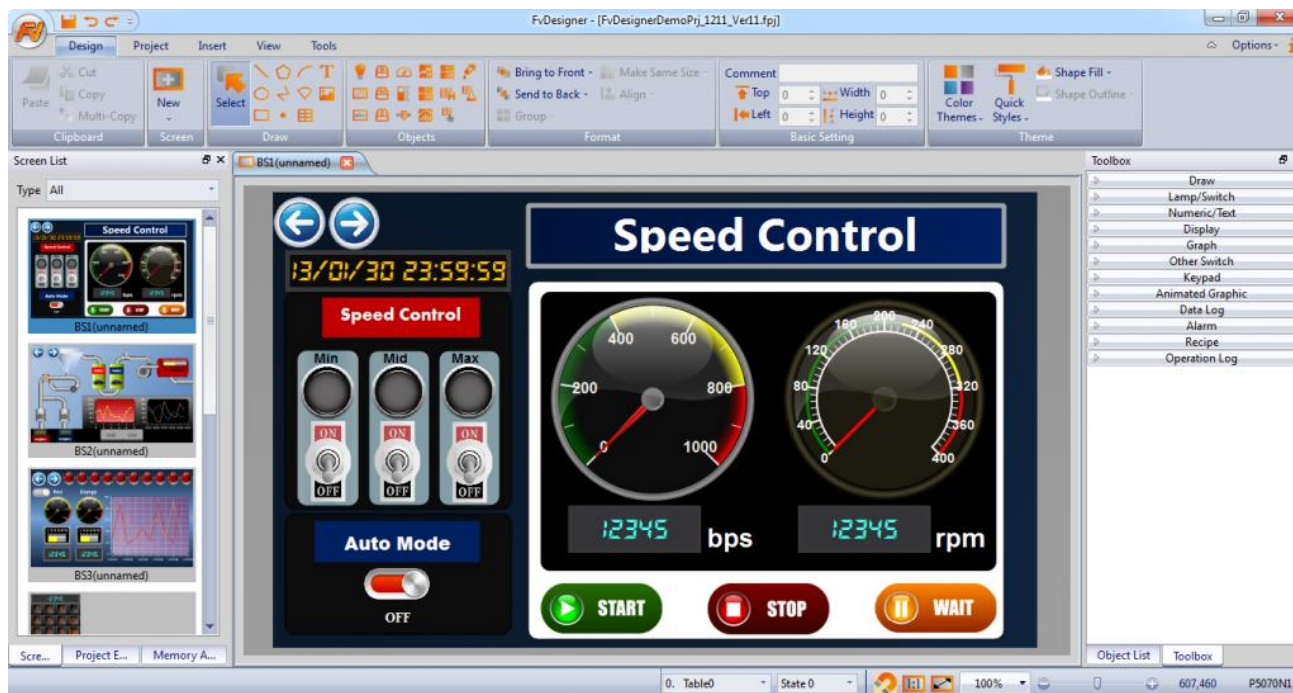 FvDesigner - [FvDesignerDemoPrj_1211_Ver11.fpj]
Design Project Insert View Tools Options
Paste
Cut
Copy
Multi-Copy
Clipboard
New
Screen
Select
Draw
Objects
Bring to Front
Send to Back
Group
Make Same Size
Align
Format
Comment
Top 0 Width 0
Left 0 Height 0
Basic Setting
Color Themes
Quick Styles
Shape Fill
Shape Outline
Theme
Screen List
Type All
Speed Control
Speed Control
Auto Mode
BS1(unnamed)
BS2(unnamed)
BS3(unnamed)
Scre... Project E... Memory A...
BS1(unnamed)
Speed Control
13/01/30 23:59:59
Speed Control
Min Mid Max
ON ON ON
OFF OFF OFF
Auto Mode
OFF
0 200 400 600 800 1000
0 40 80 120 160 200 240 280 320 360 400
12345 bps 12345 rpm
START STOP WAIT
Toolbox
Draw
Lamp/Switch
Numeric/Text
Display
Graph
Other Switch
Keypad
Animated Graphic
Data Log
Alarm
Recipe
Operation Log
Object List Toolbox
0. Table0 State 0 1:1 100% 607,460 P5070N1